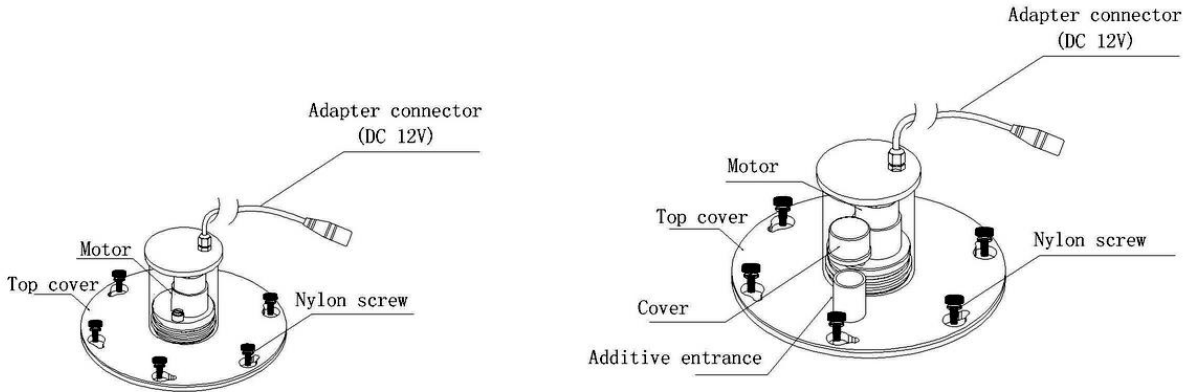 Adapter connector
(DC 12V)
Motor
Top cover
Nylon screw
Adapter connector
(DC 12V)
Motor
Top cover
Nylon screw
Cover
Additive entrance